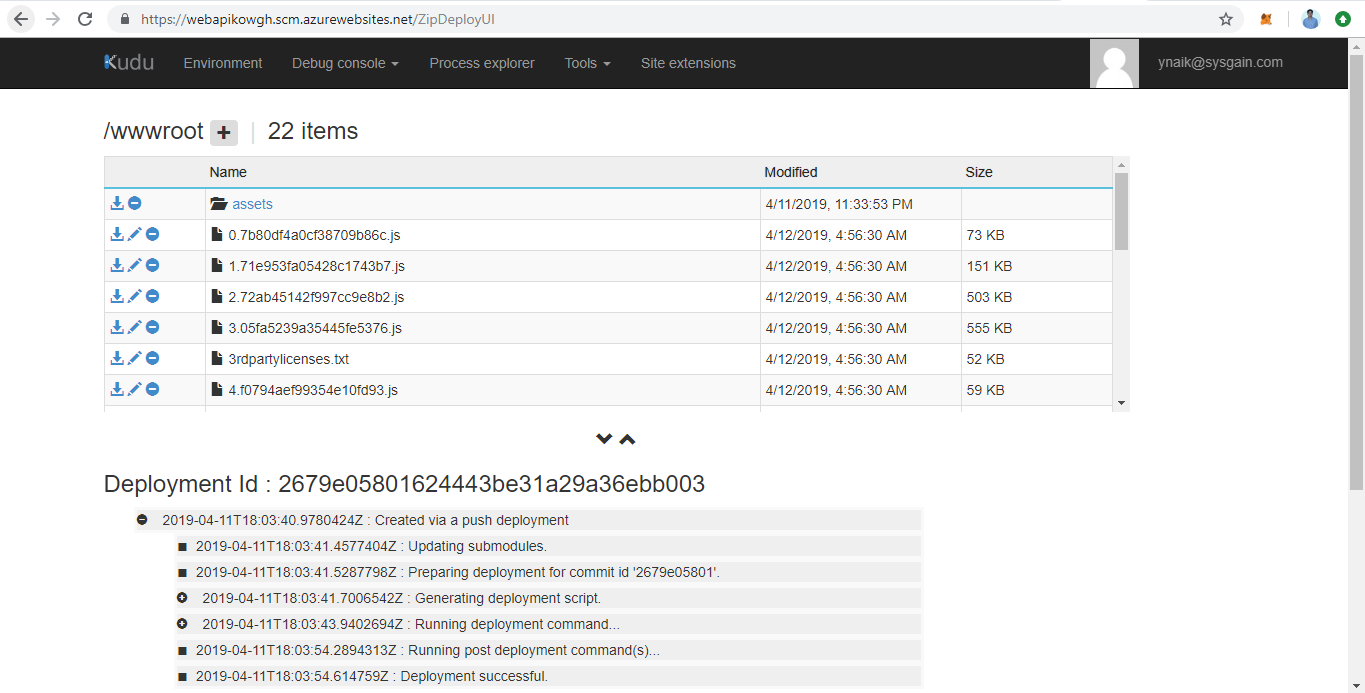 https://webapikowgh.scm.azurewebsites.net/ZipDeployUI
Kudu Environment Debug console Process explorer Tools Site extensions ynaik@sysgain.com
/wwwroot + | 22 items
Name Modified Size
assets 4/11/2019, 11:33:53 PM
0.7b80df4a0cf38709b86c.js 4/12/2019, 4:56:30 AM 73 KB
1.71e953fa05428c1743b7.js 4/12/2019, 4:56:30 AM 151 KB
2.72ab45142f997cc9e8b2.js 4/12/2019, 4:56:30 AM 503 KB
3.05fa5239a35445fe5376.js 4/12/2019, 4:56:30 AM 555 KB
3rdpartylicenses.txt 4/12/2019, 4:56:30 AM 52 KB
4.f0794aef99354e10fd93.js 4/12/2019, 4:56:30 AM 59 KB
Deployment Id : 2679e05801624443be31a29a36ebb003
2019-04-11T18:03:40.9780424Z : Created via a push deployment
2019-04-11T18:03:41.4577404Z : Updating submodules.
2019-04-11T18:03:41.5287798Z : Preparing deployment for commit id '2679e05801'.
2019-04-11T18:03:41.7006542Z : Generating deployment script.
2019-04-11T18:03:43.9402694Z : Running deployment command...
2019-04-11T18:03:54.2894313Z : Running post deployment command(s)...
2019-04-11T18:03:54.614759Z : Deployment successful.